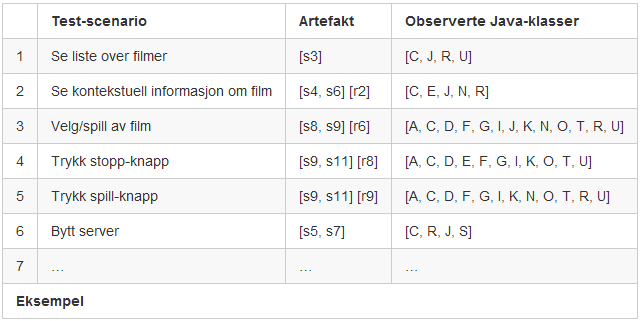 Test-scenario Artefakt Observerte Java-klasser
1 Se liste over filmer [s3] [C, J, R, U]
2 Se kontekstuell informasjon om film [s4, s6] [r2] [C, E, J, N, R]
3 Velg/spill av film [s8, s9] [r6] [A, C, D, F, G, I, J, K, N, O, T, R, U]
4 Trykk stopp-knapp [s9, s11] [r8] [A, C, D, E, F, G, I, K, O, T, U]
5 Trykk spill-knapp [s9, s11] [r9] [A, C, D, F, G, I, K, N, O, T, R, U]
6 Bytt server [s5, s7] [C, R, J, S]
7 ... ... ...
Eksempel